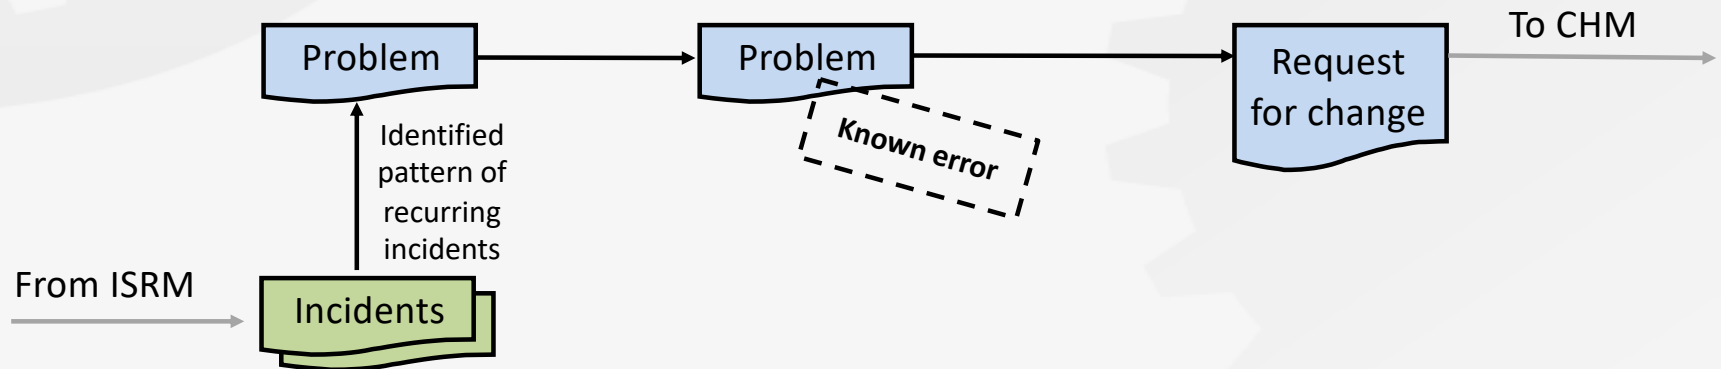 Problem
Problem
Known error
Request
for change
To CHM
Identified
pattern of
recurring
incidents
From ISRM
Incidents